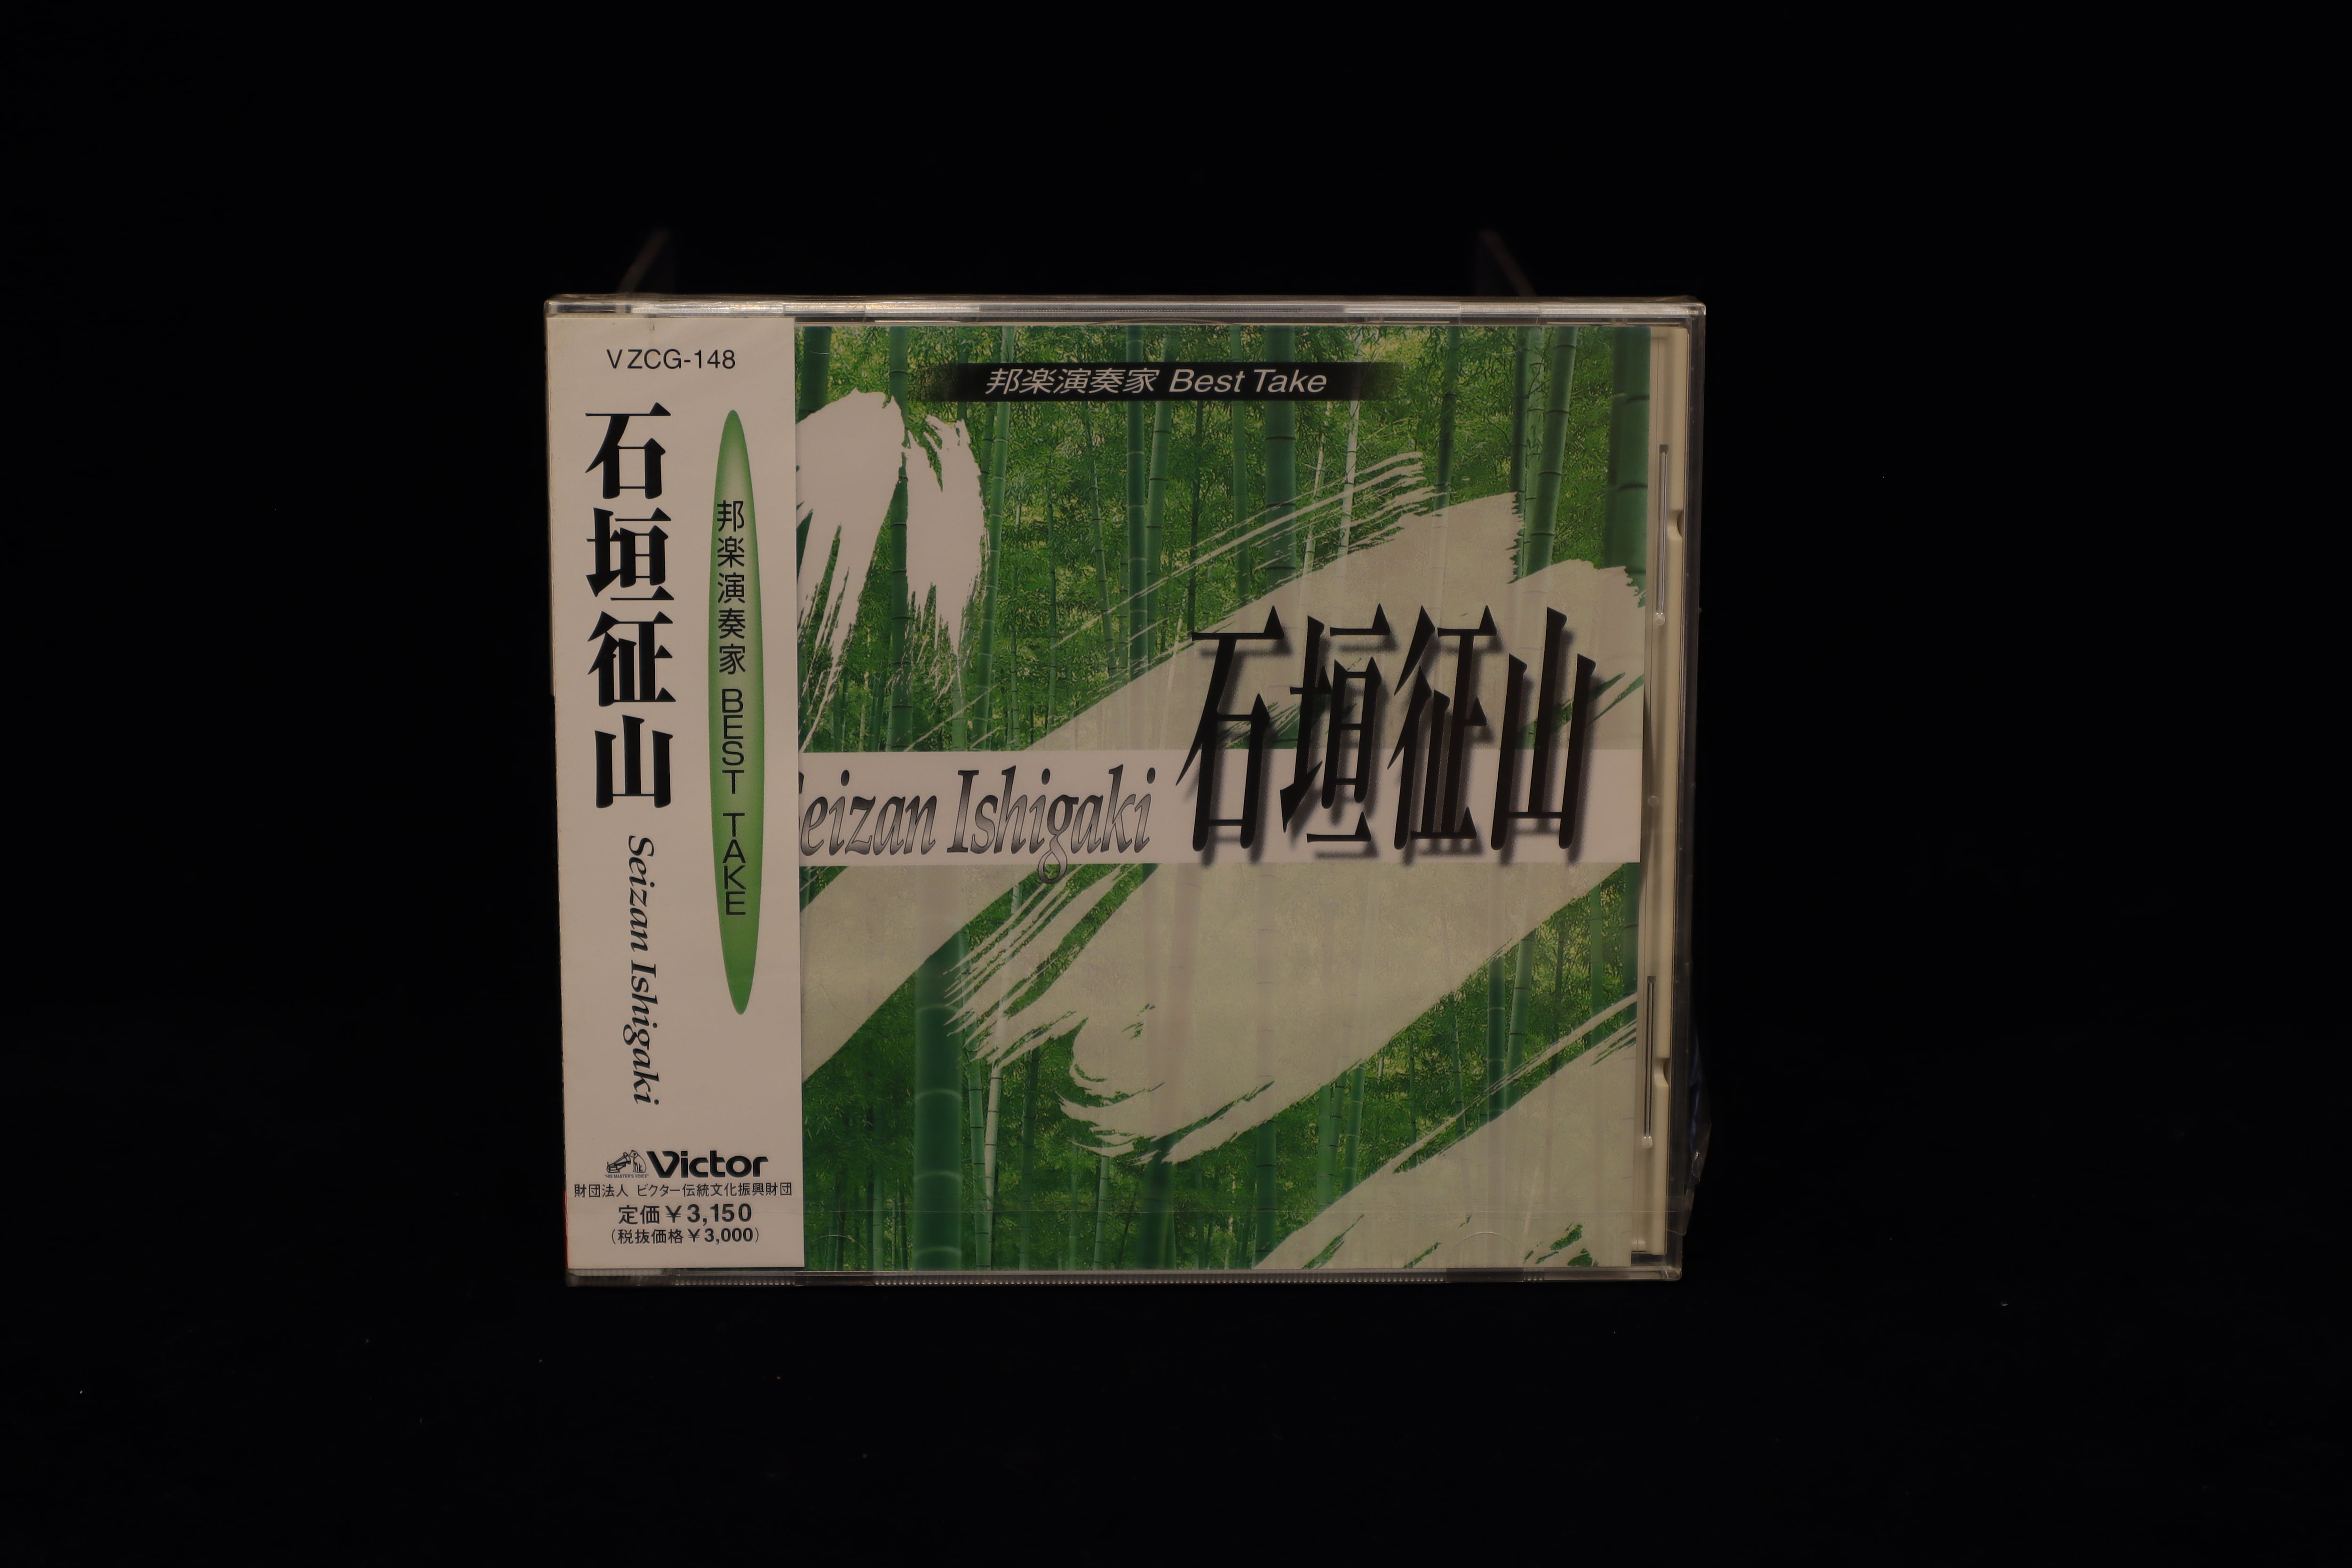 VZCG-148
石垣征山
Seizan Ishigaki
邦楽演奏家 BEST TAKE
Victor
財団法人 ビクター伝統文化振興財団
定価¥3,150
(税抜価格¥3,000)
邦楽演奏家 Best Take
Seizan Ishigaki
石垣征山